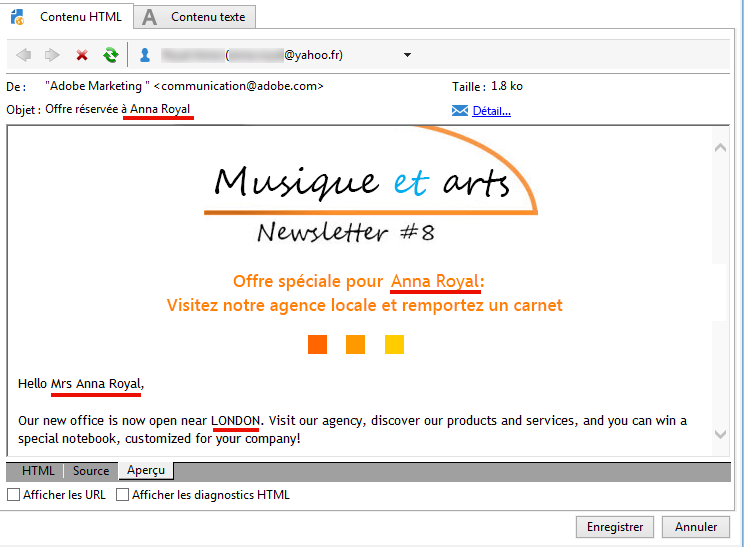 Contenu HTML
Contenu texte
(@yahoo.fr)
De : "Adobe Marketing " <communication@adobe.com> Taille : 1.8 ko
Objet : Offre réservée à Anna Royal Détail...
Musique et arts
Newsletter #8
Offre spéciale pour Anna Royal:
Visitez notre agence locale et remportez un carnet
Hello Mrs Anna Royal,
Our new office is now open near LONDON. Visit our agency, discover our products and services, and you can win a
special notebook, customized for your company!
HTML Source Aperçu
Afficher les URL Afficher les diagnostics HTML
Enregistrer Annuler